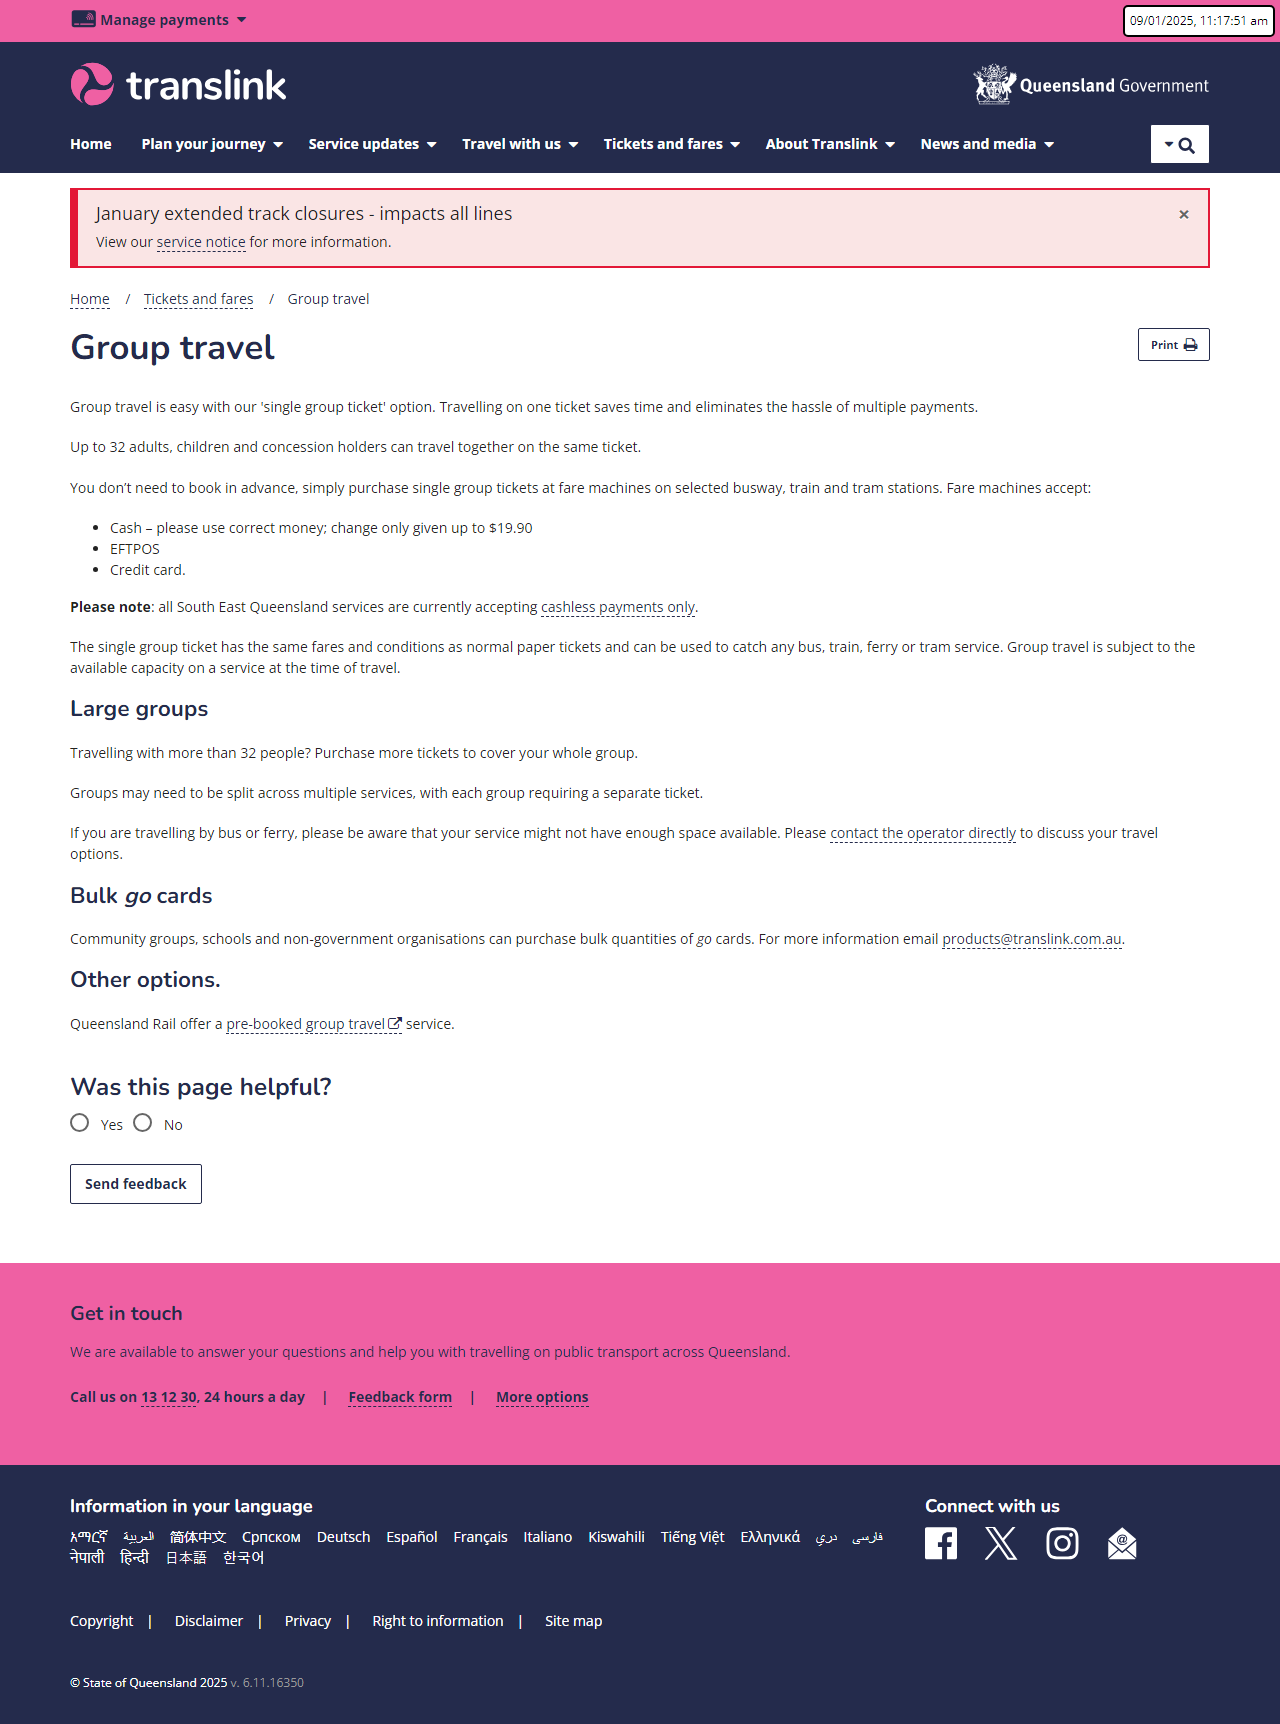 Manage payments
09/01/2025, 11:17:51 am
translink
Queensland Government
Home Plan your journey Service updates Travel with us Tickets and fares About Translink News and media
January extended track closures - impacts all lines ×
View our service notice for more information.
Home / Tickets and fares / Group travel
Group travel
Print
Group travel is easy with our 'single group ticket' option. Travelling on one ticket saves time and eliminates the hassle of multiple payments.
Up to 32 adults, children and concession holders can travel together on the same ticket.
You don’t need to book in advance, simply purchase single group tickets at fare machines on selected busway, train and tram stations. Fare machines accept:
• Cash – please use correct money; change only given up to $19.90
• EFTPOS
• Credit card.
Please note: all South East Queensland services are currently accepting cashless payments only.
The single group ticket has the same fares and conditions as normal paper tickets and can be used to catch any bus, train, ferry or tram service. Group travel is subject to the
available capacity on a service at the time of travel.
Large groups
Travelling with more than 32 people? Purchase more tickets to cover your whole group.
Groups may need to be split across multiple services, with each group requiring a separate ticket.
If you are travelling by bus or ferry, please be aware that your service might not have enough space available. Please contact the operator directly to discuss your travel
options.
Bulk go cards
Community groups, schools and non-government organisations can purchase bulk quantities of go cards. For more information email products@translink.com.au.
Other options.
Queensland Rail offer a pre-booked group travel service.
Was this page helpful?
Yes No
Send feedback
Get in touch
We are available to answer your questions and help you with travelling on public transport across Queensland.
Call us on 13 12 30, 24 hours a day | Feedback form | More options
Information in your language
አማርኛ العربية 简体中文 Српском Deutsch Español Français Italiano Kiswahili Tiếng Việt Ελληνικά دري فارسی
नेपाली हिन्दी 日本語 한국어
Connect with us
Copyright | Disclaimer | Privacy | Right to information | Site map
© State of Queensland 2025 v. 6.11.16350